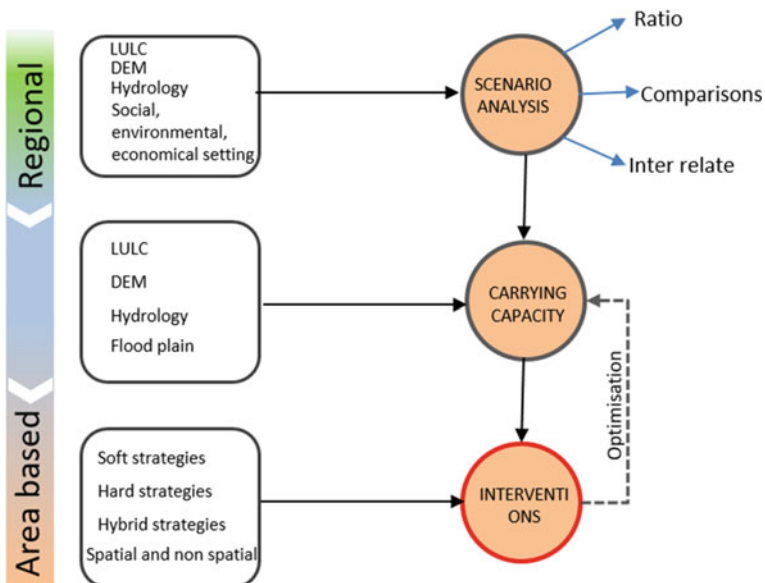 Regional
Area based
LULC
DEM
Hydrology
Social,
environmental,
economical setting
SCENARIO
ANALYSIS
Ratio
Comparisons
Inter relate
LULC
DEM
Hydrology
Flood plain
CARRYING
CAPACITY
Optimisation
Soft strategies
Hard strategies
Hybrid strategies
Spatial and non spatial
INTERVENTI
ONS